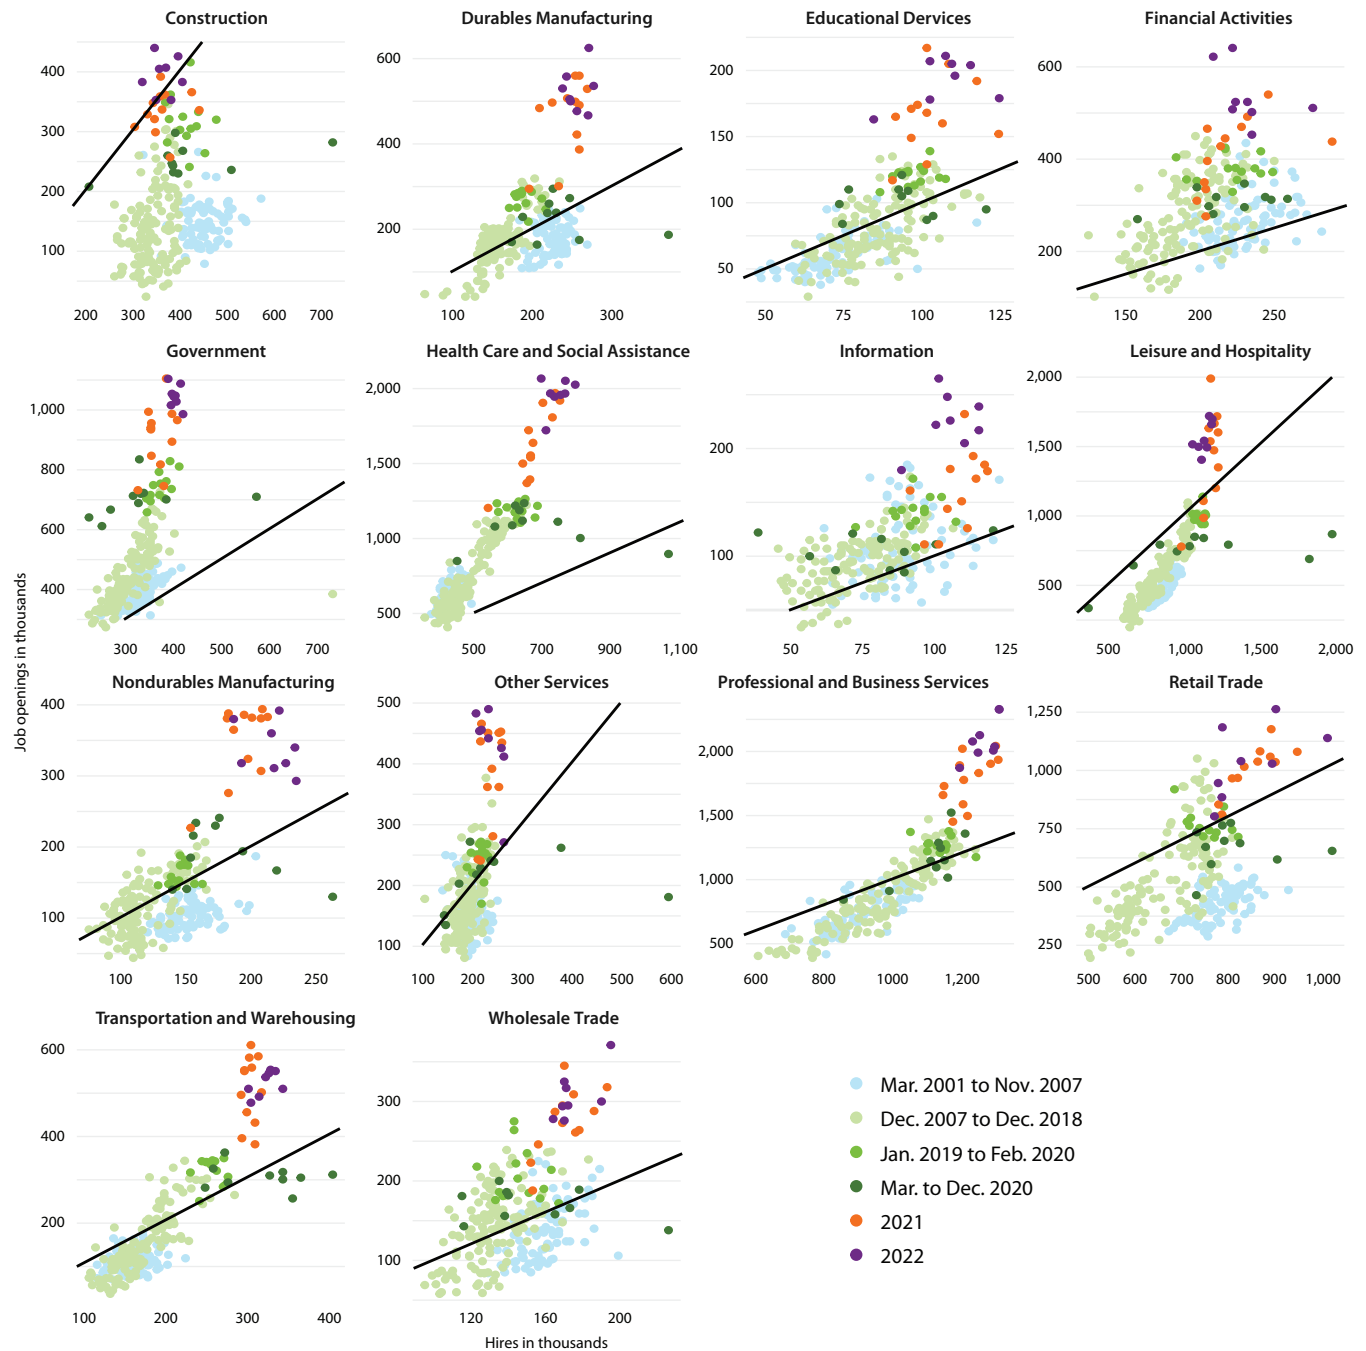 Construction
Durables Manufacturing
Educational Dervices
Financial Activities
400
300
200
100
200 300 400 500 600 700
600
400
200
100 200 300
200
150
100
50
50 75 100 125
600
400
200
150 200 250
Government
Health Care and Social Assistance
Information
Leisure and Hospitality
1,000
800
600
400
300 400 500 600 700
2,000
1,500
1,000
500
500 700 900 1,100
200
100
50 75 100 125
2,000
1,500
1,000
500
500 1,000 1,500 2,000
Job openings in thousands
Nondurables Manufacturing
Other Services
Professional and Business Services
Retail Trade
400
300
200
100
100 150 200 250
500
400
300
200
100
100 200 300 400 500 600
2,000
1,500
1,000
500
600 800 1000 1,200
1,250
1,000
750
500
250
500 600 700 800 900 1,000
Transportation and Warehousing
Wholesale Trade
600
400
200
100 200 300 400
300
200
100
120 160 200
Hires in thousands
Mar. 2001 to Nov. 2007
Dec. 2007 to Dec. 2018
Jan. 2019 to Feb. 2020
Mar. to Dec. 2020
2021
2022